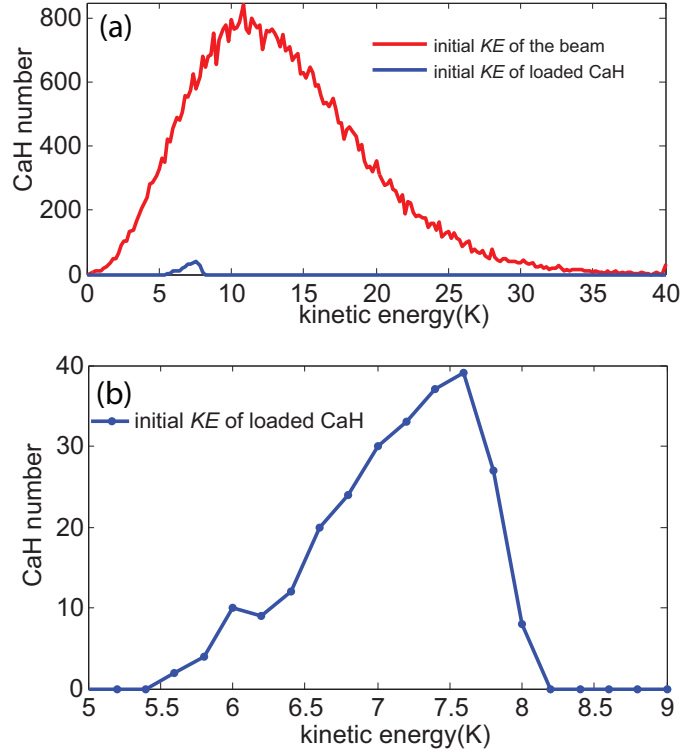 (a)
initial KE of the beam
initial KE of loaded CaH
CaH number
800
600
400
200
0
0 5 10 15 20 25 30 35 40
kinetic energy(K)
(b)
initial KE of loaded CaH
CaH number
40
30
20
10
0
5 5.5 6 6.5 7 7.5 8 8.5 9
kinetic energy(K)